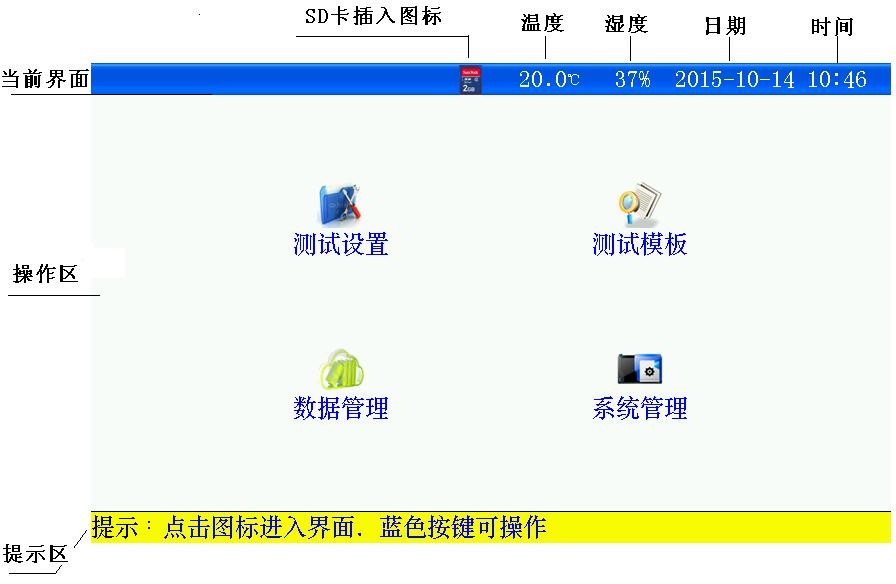 SD卡插入图标 温度 湿度 日期 时间
当前界面
SanDisk
2GB
20.0℃ 37% 2015-10-14 10:46
测试设置 测试模板
操作区
数据管理 系统管理
提示：点击图标进入界面. 蓝色按键可操作
提示区